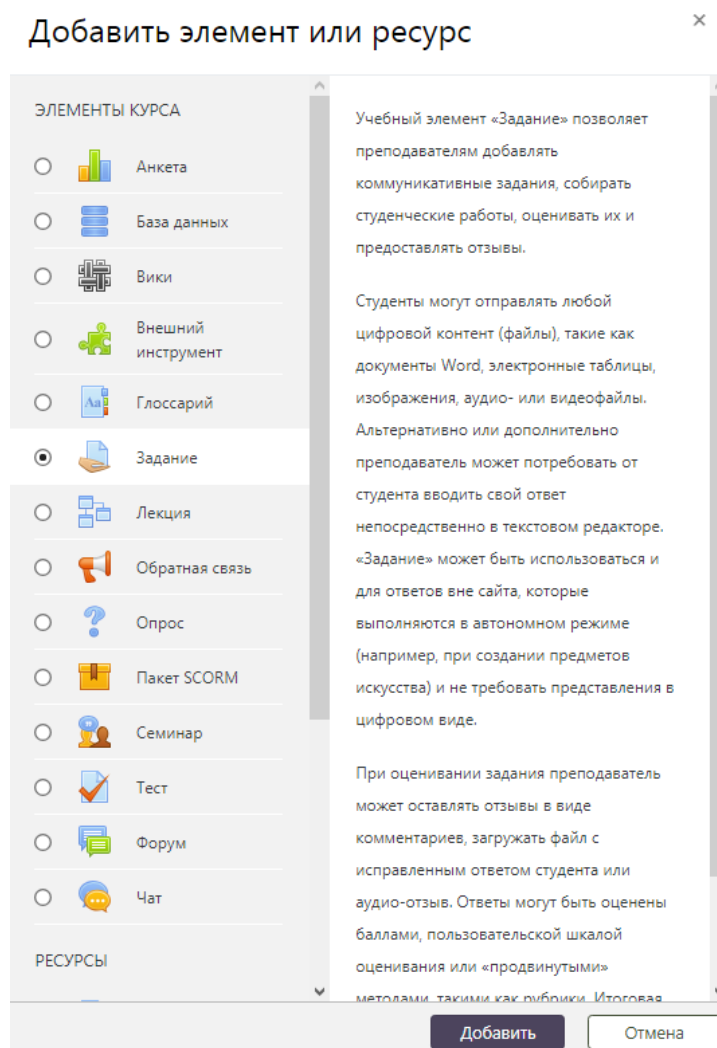 Добавить элемент или ресурс
×
ЭЛЕМЕНТЫ КУРСА
Анкета
База данных
Вики
Внешний
инструмент
Глоссарий
Задание
Лекция
Обратная связь
Опрос
Пакет SCORM
Семинар
Тест
Форум
Чат
РЕСУРСЫ
Учебный элемент «Задание» позволяет
преподавателям добавлять
коммуникативные задания, собирать
студенческие работы, оценивать их и
предоставлять отзывы.
Студенты могут отправлять любой
цифровой контент (файлы), такие как
документы Word, электронные таблицы,
изображения, аудио- или видеофайлы.
Альтернативно или дополнительно
преподаватель может потребовать от
студента вводить свой ответ
непосредственно в текстовом редакторе.
«Задание» может быть использоваться и
для ответов вне сайта, которые
выполняются в автономном режиме
(например, при создании предметов
искусства) и не требовать представления в
цифровом виде.
При оценивании задания преподаватель
может оставлять отзывы в виде
комментариев, загружать файл с
исправленным ответом студента или
аудио-отзыв. Ответы могут быть оценены
баллами, пользовательской шкалой
оценивания или «продвинутыми»
методами, такими как рубрики. Итоговая
Добавить
Отмена